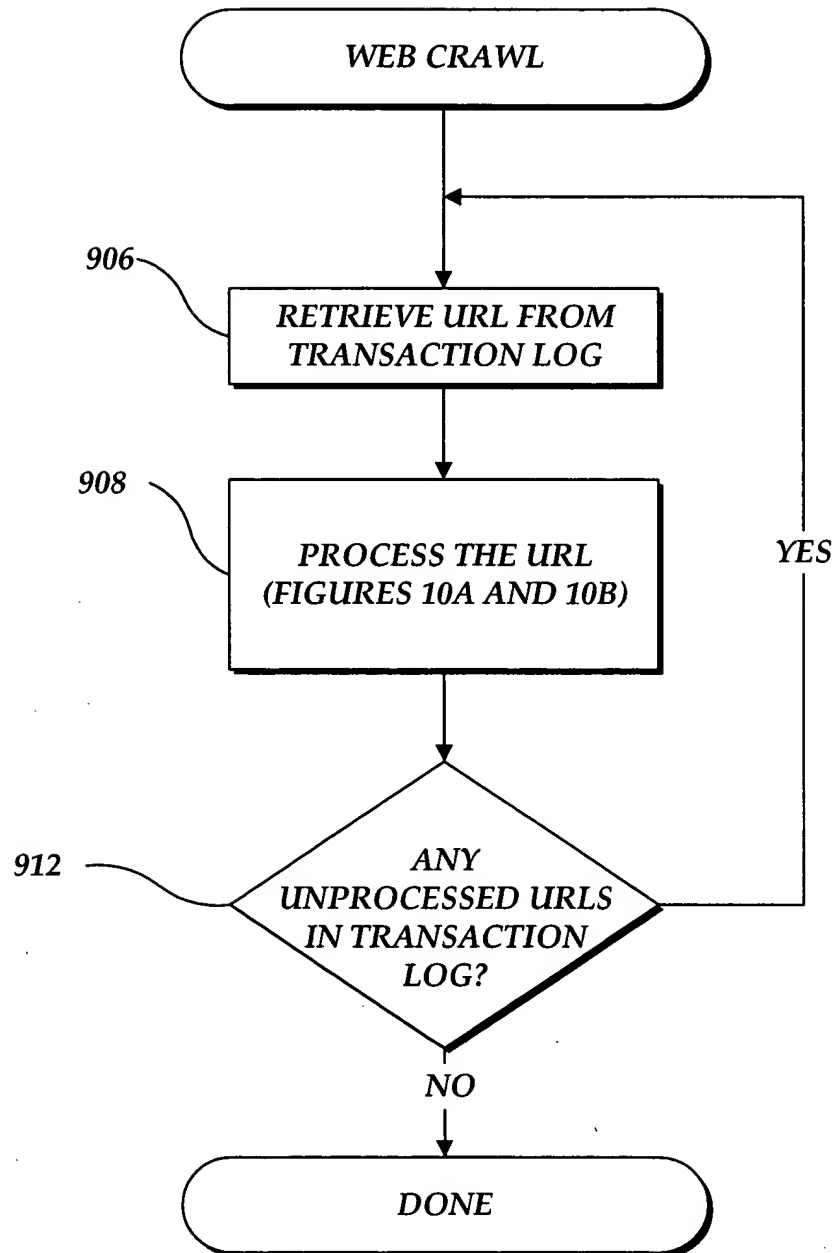 WEB CRAWL
906
RETRIEVE URL FROM
TRANSACTION LOG
908
PROCESS THE URL
(FIGURES 10A AND 10B)
YES
912
ANY
UNPROCESSED URLS
IN TRANSACTION
LOG?
NO
DONE